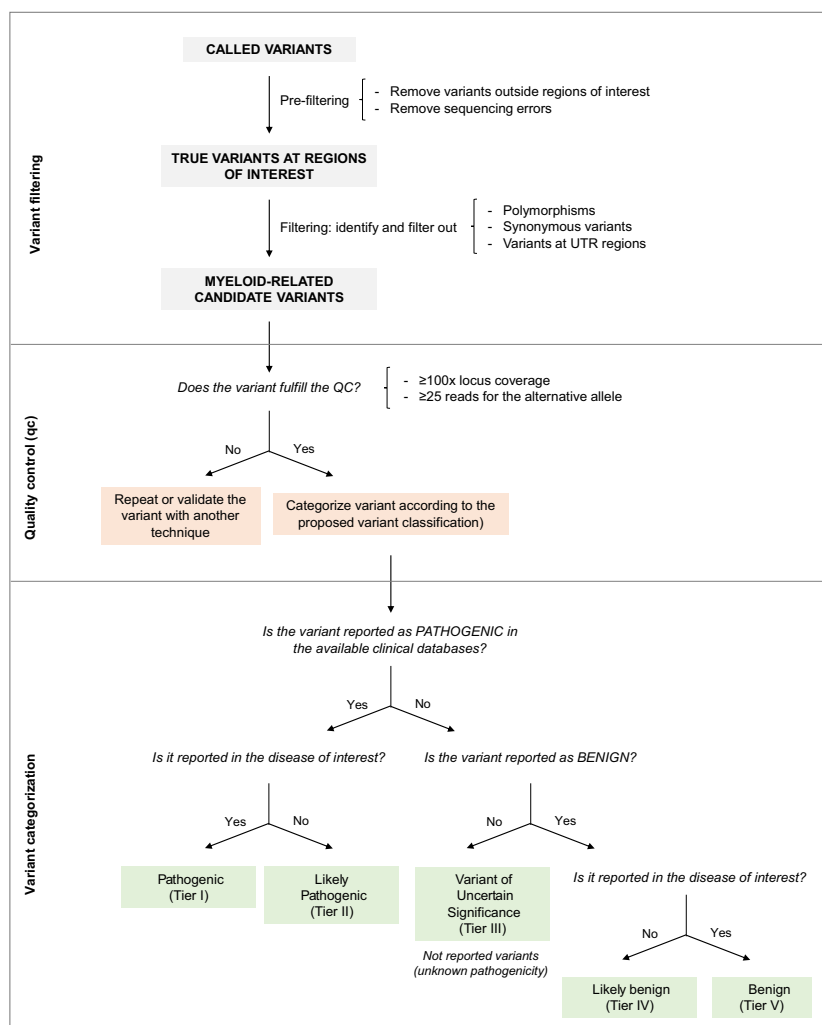 CALLED VARIANTS
Pre-filtering
- Remove variants outside regions of interest
- Remove sequencing errors
TRUE VARIANTS AT REGIONS
OF INTEREST
Variant filtering
Filtering: identify and filter out
- Polymorphisms
- Synonymous variants
- Variants at UTR regions
MYELOID-RELATED
CANDIDATE VARIANTS
Quality control (qc)
Does the variant fulfill the QC?
- ≥100x locus coverage
- ≥25 reads for the alternative allele
No
Yes
Repeat or validate the
variant with another
technique
Categorize variant according to the
proposed variant classification)
Variant categorization
Is the variant reported as PATHOGENIC in
the available clinical databases?
Yes
No
Is it reported in the disease of interest?
Is the variant reported as BENIGN?
Yes
No
No
Yes
Pathogenic
(Tier I)
Likely
Pathogenic
(Tier II)
Variant of
Uncertain
Significance
(Tier III)
Not reported variants
(unknown pathogenicity)
Is it reported in the disease of interest?
No
Yes
Likely benign
(Tier IV)
Benign
(Tier V)